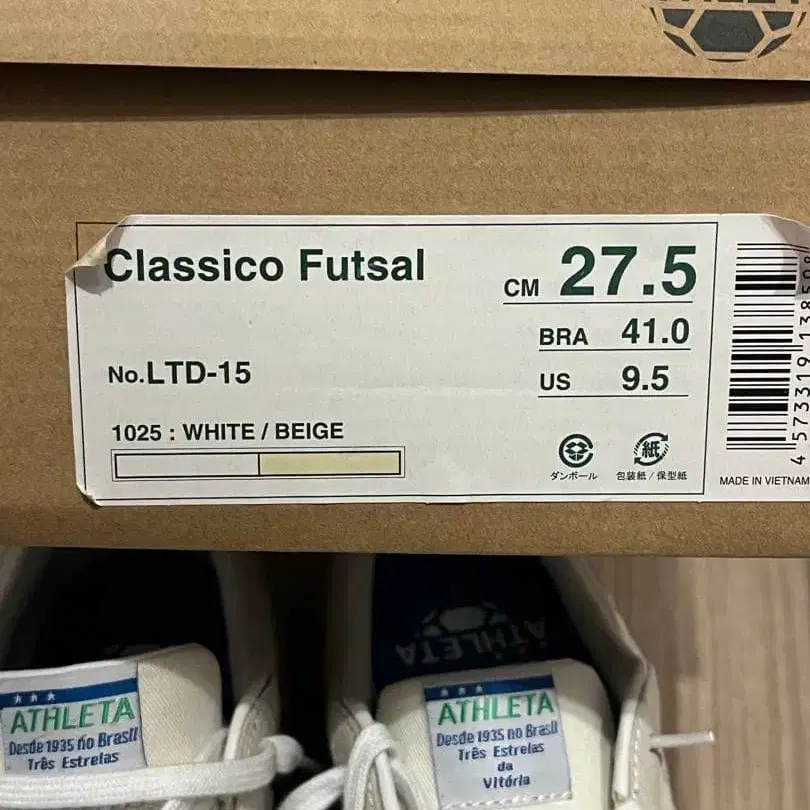 Classico Futsal
CM 27.5
BRA 41.0
No.LTD-15
US 9.5
1025 : WHITE / BEIGE
紙
ダンボール
包装紙 / 保型紙
MADE IN VIETNAM
ATHLETA
ATHLETA
Desde 1935 no Brasil
Três Estrelas
ATHLETA
Desde 1935 no Brasil
Três Estrelas
da
Vitória